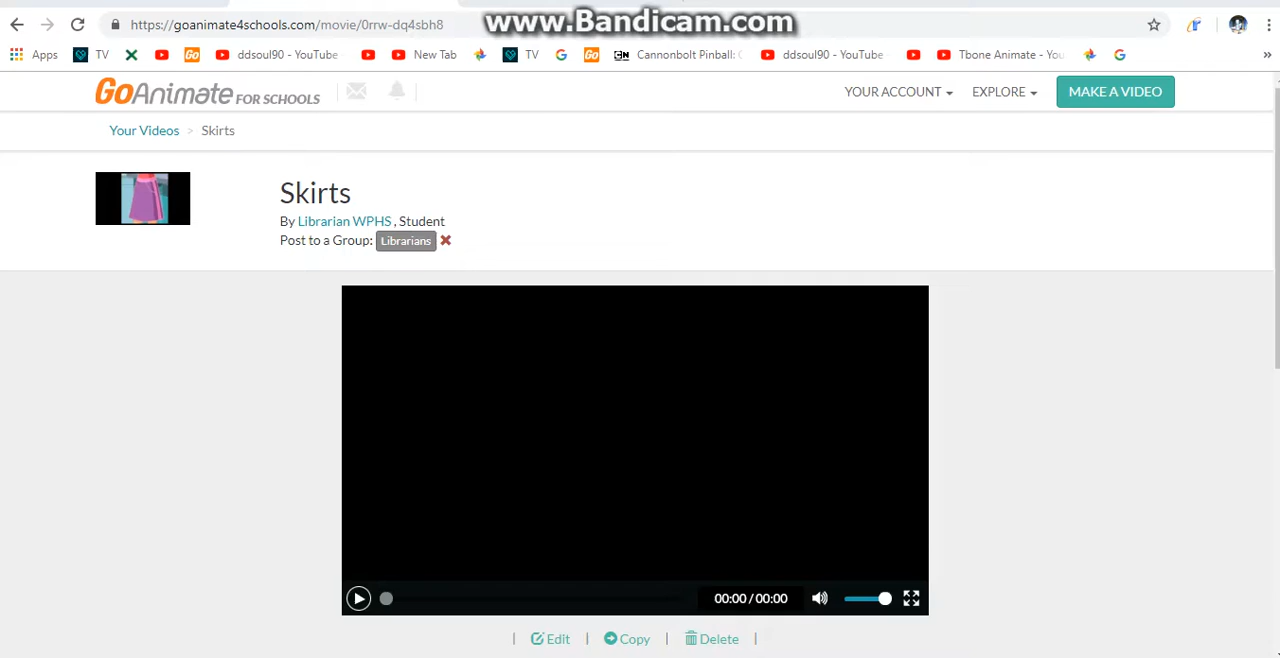 https://goanimate4schools.com/movie/0rrw-dq4sbh8
www.Bandicam.com
Apps TV ddsoul90 - YouTube New Tab TV Cannonbolt Pinball: ddsoul90 - YouTube Tbone Animate - You »
GoAnimate FOR SCHOOLS YOUR ACCOUNT EXPLORE MAKE A VIDEO
Your Videos > Skirts
Skirts
By Librarian WPHS , Student
Post to a Group: Librarians
00:00 / 00:00
| Edit | Copy | Delete |